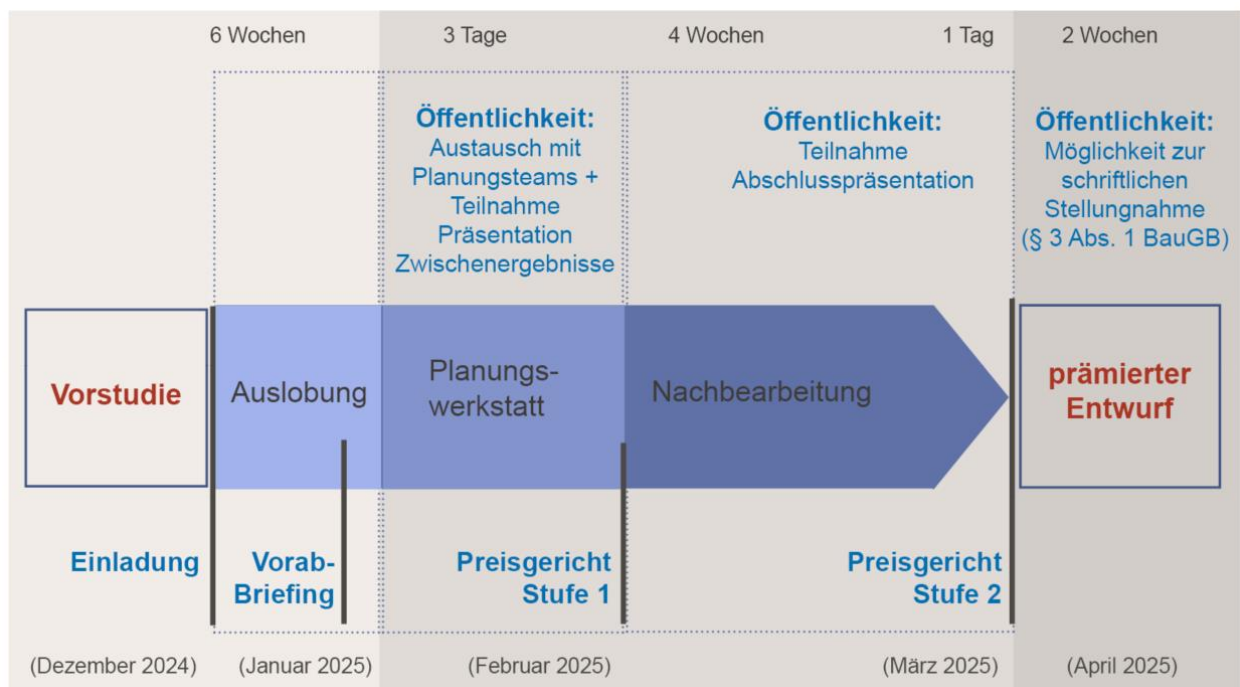 6 Wochen
3 Tage
4 Wochen
1 Tag
2 Wochen
Öffentlichkeit:
Austausch mit
Planungsteams +
Teilnahme
Präsentation
Zwischenergebnisse
Öffentlichkeit:
Teilnahme
Abschlusspräsentation
Öffentlichkeit:
Möglichkeit zur
schriftlichen
Stellungnahme
(§ 3 Abs. 1 BauGB)
Vorstudie
Auslobung
Planungs-
werkstatt
Nachbearbeitung
prämierter
Entwurf
Einladung
Vorab-
Briefing
Preisgericht
Stufe 1
Preisgericht
Stufe 2
(Dezember 2024)
(Januar 2025)
(Februar 2025)
(März 2025)
(April 2025)